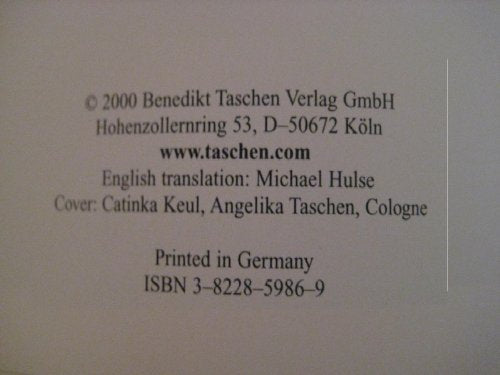 © 2000 Benedikt Taschen Verlag GmbH
Hohenzollernring 53, D–50672 Köln
www.taschen.com
English translation: Michael Hulse
Cover: Catinka Keul, Angelika Taschen, Cologne
Printed in Germany
ISBN 3–8228–5986–9